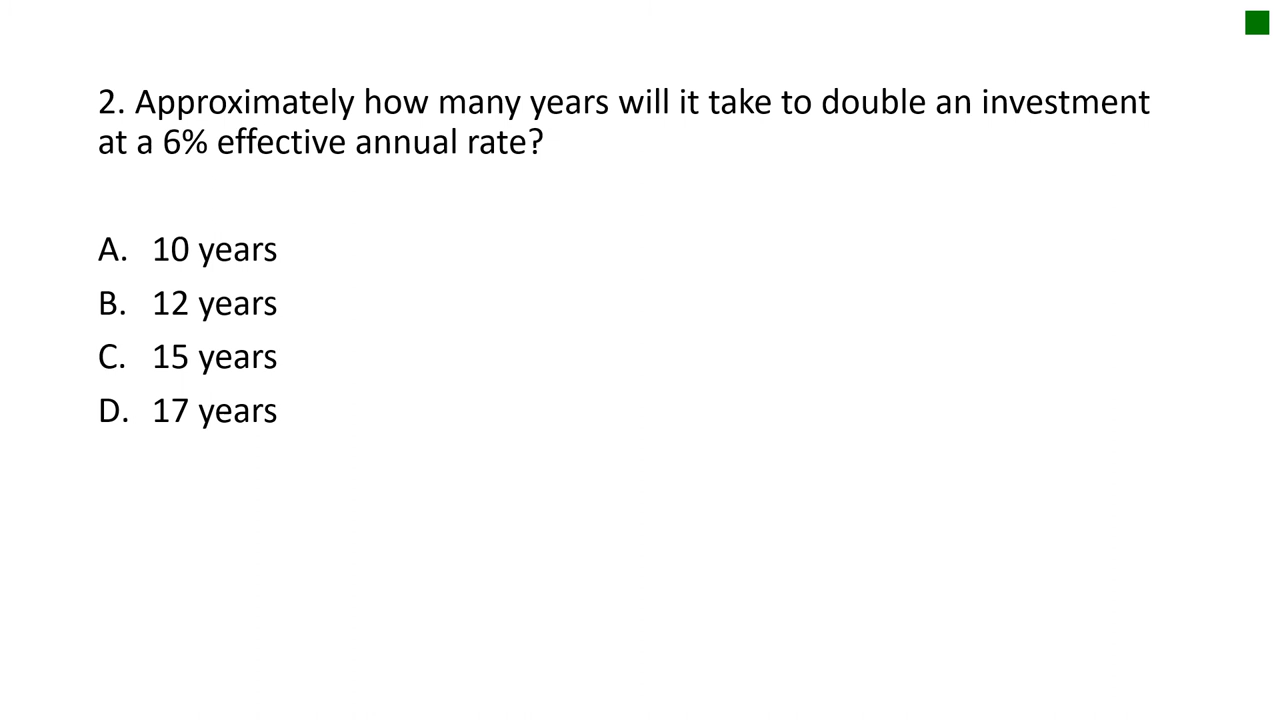 2. Approximately how many years will it take to double an investment
at a 6% effective annual rate?
A. 10 years
B. 12 years
C. 15 years
D. 17 years